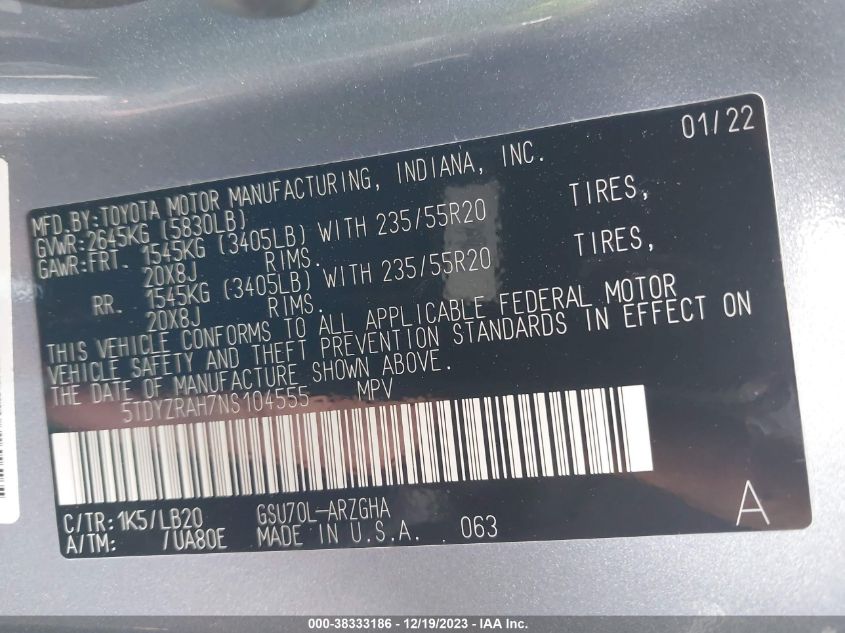 01/22
MFD.BY:TOYOTA MOTOR MANUFACTURING, INDIANA, INC.
GVWR:2645KG (5830LB)
GAWR:FRT. 1545KG (3405LB) WITH 235/55R20 TIRES,
20X8J RIMS.
RR. 1545KG (3405LB) WITH 235/55R20 TIRES,
20X8J RIMS.
THIS VEHICLE CONFORMS TO ALL APPLICABLE FEDERAL MOTOR
VEHICLE SAFETY AND THEFT PREVENTION STANDARDS IN EFFECT ON
THE DATE OF MANUFACTURE SHOWN ABOVE.
5TDYZRAH7NS104555 MPV
C/TR:1K5/LB20 GSU70L-ARZGHA
A/TM: /UA80E MADE IN U.S.A. 063 A
000-38333186 - 12/19/2023 - IAA Inc.